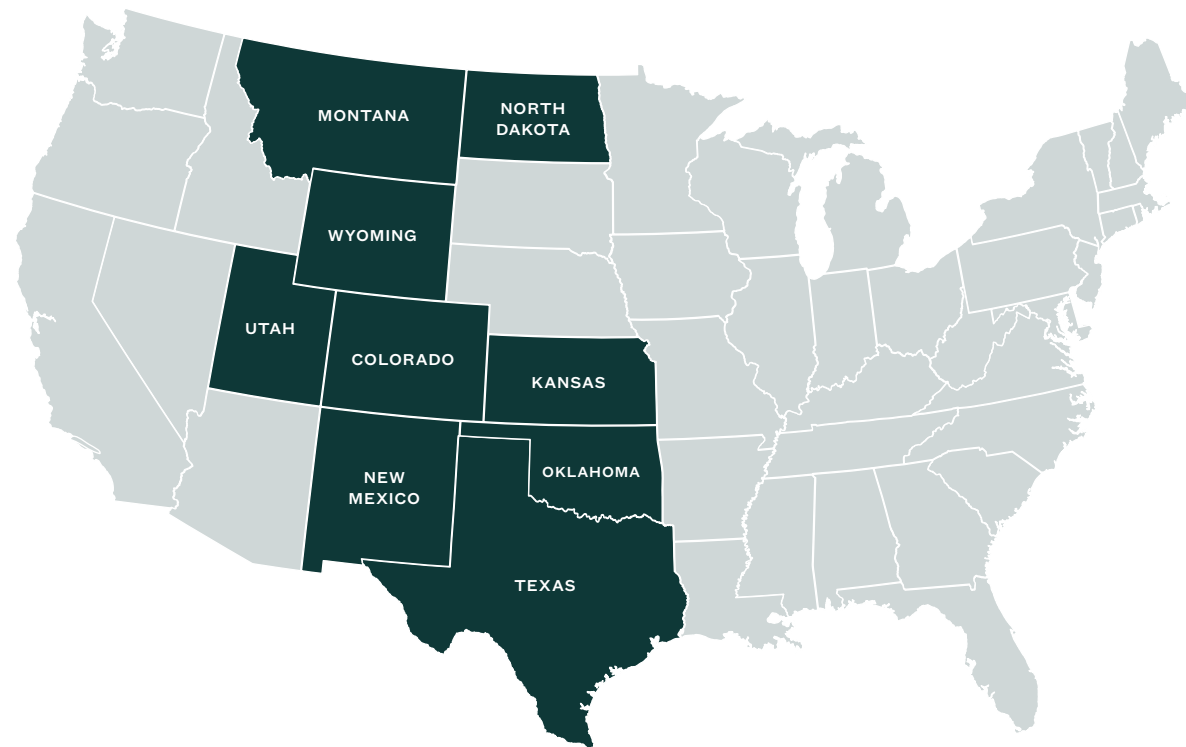 MONTANA
NORTH
DAKOTA
WYOMING
UTAH
COLORADO
KANSAS
NEW
MEXICO
OKLAHOMA
TEXAS